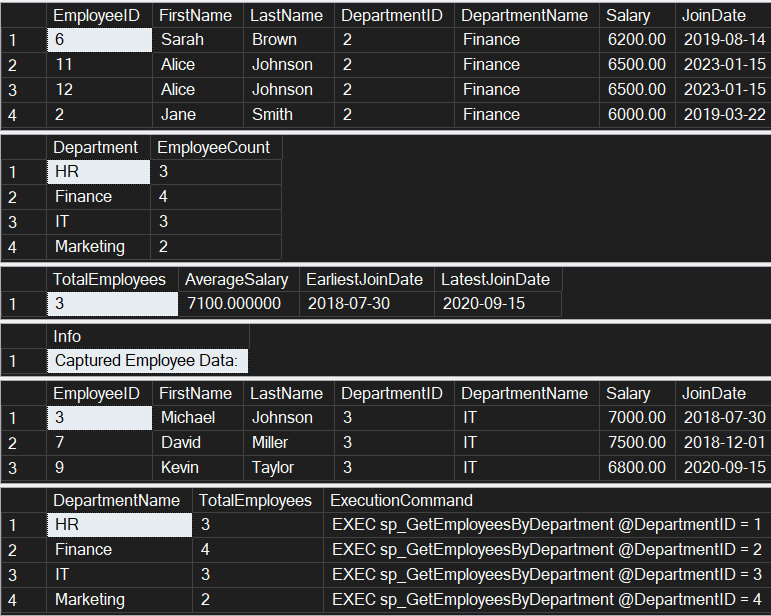 EmployeeID FirstName LastName DepartmentID DepartmentName Salary JoinDate
1 6 Sarah Brown 2 Finance 6200.00 2019-08-14
2 11 Alice Johnson 2 Finance 6500.00 2023-01-15
3 12 Alice Johnson 2 Finance 6500.00 2023-01-15
4 2 Jane Smith 2 Finance 6000.00 2019-03-22
Department EmployeeCount
1 HR 3
2 Finance 4
3 IT 3
4 Marketing 2
TotalEmployees AverageSalary EarliestJoinDate LatestJoinDate
1 3 7100.000000 2018-07-30 2020-09-15
Info
1 Captured Employee Data:
EmployeeID FirstName LastName DepartmentID DepartmentName Salary JoinDate
1 3 Michael Johnson 3 IT 7000.00 2018-07-30
2 7 David Miller 3 IT 7500.00 2018-12-01
3 9 Kevin Taylor 3 IT 6800.00 2020-09-15
DepartmentName TotalEmployees ExecutionCommand
1 HR 3 EXEC sp_GetEmployeesByDepartment @DepartmentID = 1
2 Finance 4 EXEC sp_GetEmployeesByDepartment @DepartmentID = 2
3 IT 3 EXEC sp_GetEmployeesByDepartment @DepartmentID = 3
4 Marketing 2 EXEC sp_GetEmployeesByDepartment @DepartmentID = 4